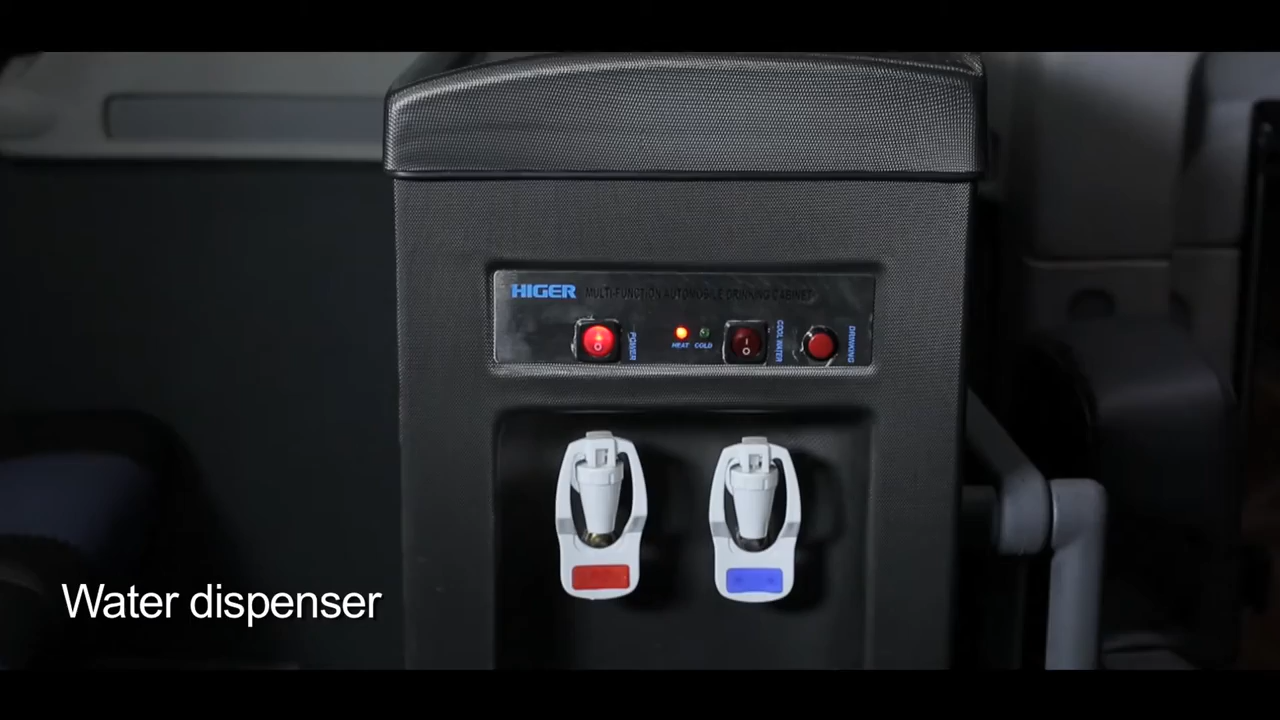 HIGER MULTI-FUNCTION AUTOMOBILE DRINKING CABINET
POWER
HEAT COLD
COOL WATER
DRINKING
Water dispenser